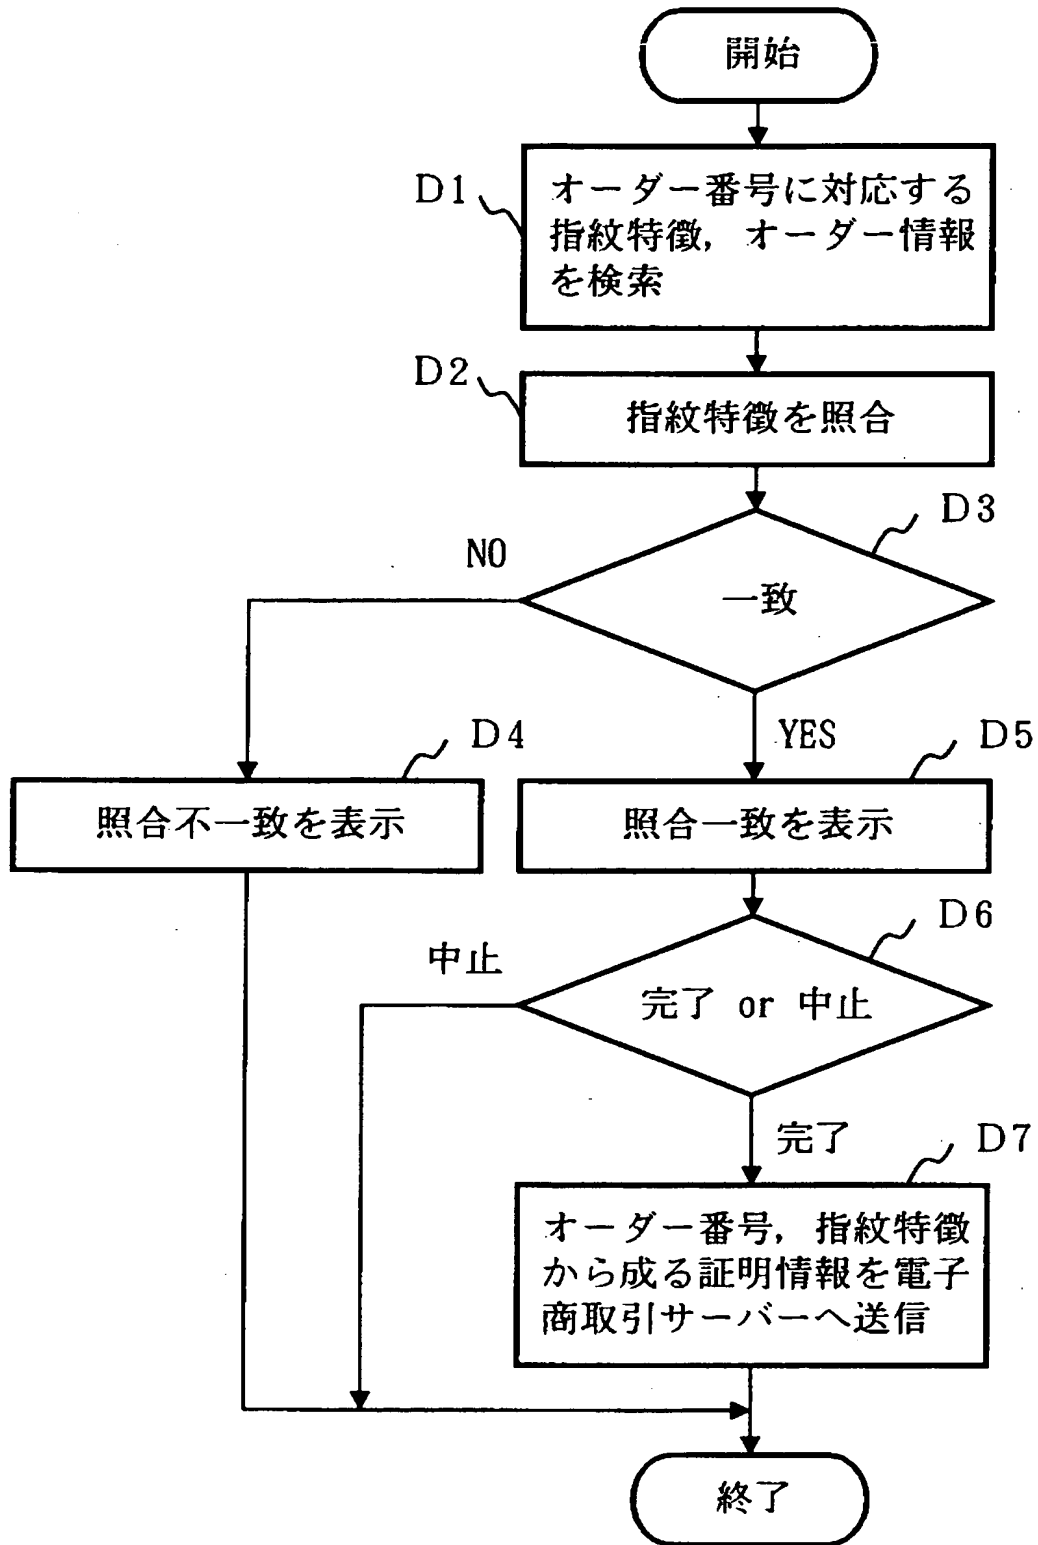 開始
D1
オーダー番号に対応する
指紋特徴，オーダー情報
を検索
D2
指紋特徴を照合
D3
NO
一致
YES
D4
D5
照合不一致を表示
照合一致を表示
D6
中止
完了 or 中止
完了
D7
オーダー番号，指紋特徴
から成る証明情報を電子
商取引サーバーへ送信
終了